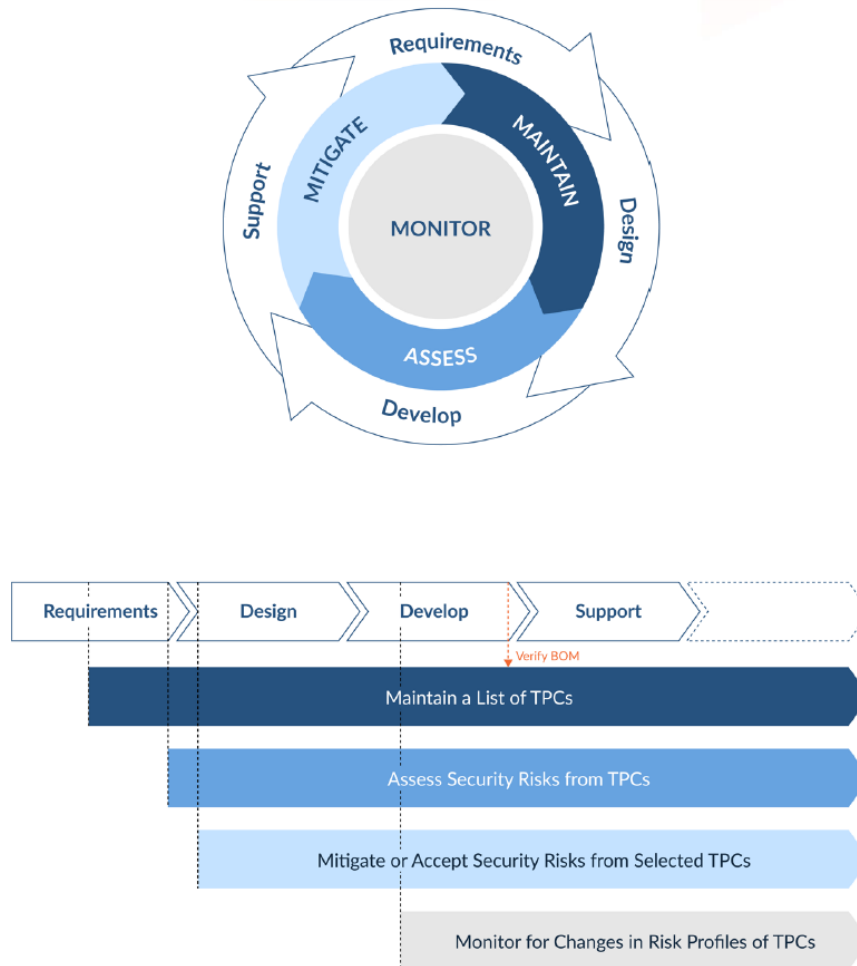 Requirements
MITIGATE
MAINTAIN
Support
Design
MONITOR
ASSESS
Develop
Requirements
Design
Develop
Support
Verify BOM
Maintain a List of TPCs
Assess Security Risks from TPCs
Mitigate or Accept Security Risks from Selected TPCs
Monitor for Changes in Risk Profiles of TPCs